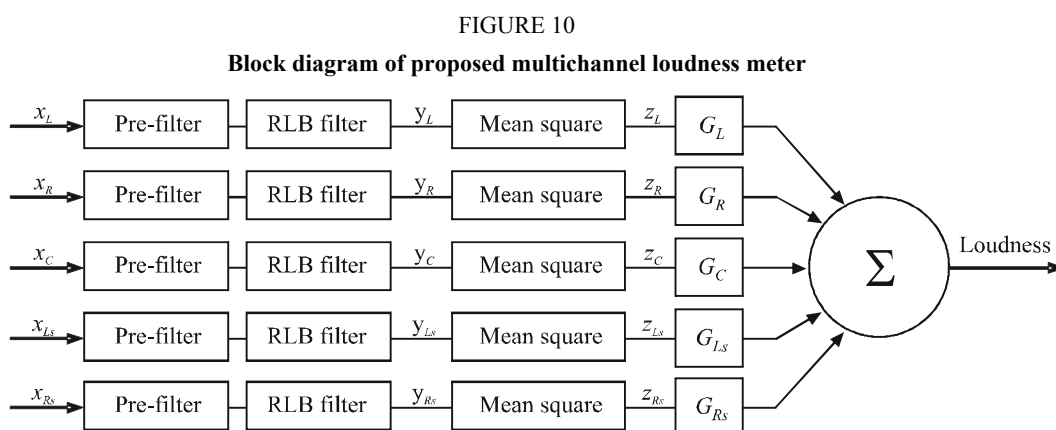 FIGURE 10
Block diagram of proposed multichannel loudness meter
x_L Pre-filter RLB filter y_L Mean square z_L G_L
x_R Pre-filter RLB filter y_R Mean square z_R G_R
x_C Pre-filter RLB filter y_C Mean square z_C G_C Σ Loudness
x_Ls Pre-filter RLB filter y_Ls Mean square z_Ls G_Ls
x_Rs Pre-filter RLB filter y_Rs Mean square z_Rs G_Rs